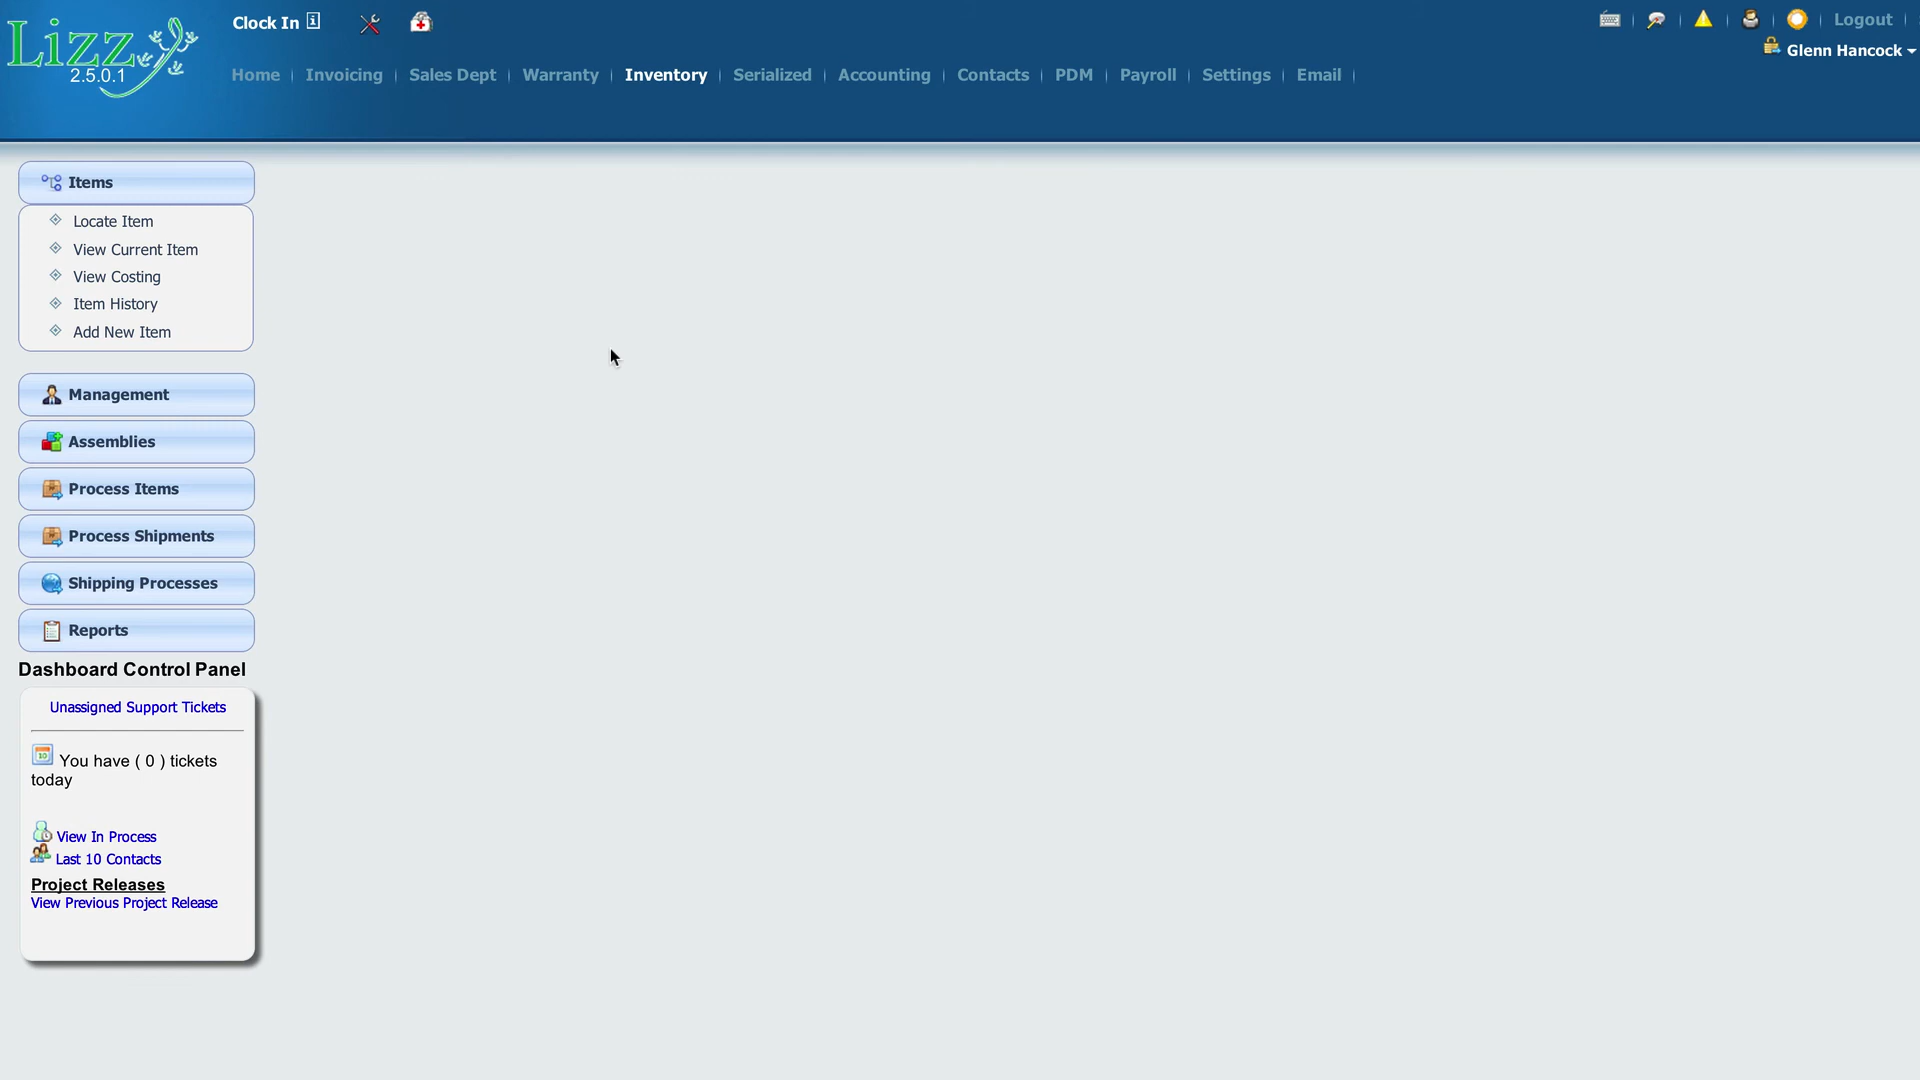 Clock In
Logout
Lizz
2.5.0.1
Glenn Hancock
Home | Invoicing | Sales Dept | Warranty | Inventory | Serialized | Accounting | Contacts | PDM | Payroll | Settings | Email |
Items
Locate Item
View Current Item
View Costing
Item History
Add New Item
Management
Assemblies
Process Items
Process Shipments
Shipping Processes
Reports
Dashboard Control Panel
Unassigned Support Tickets
You have ( 0 ) tickets
today
View In Process
Last 10 Contacts
Project Releases
View Previous Project Release